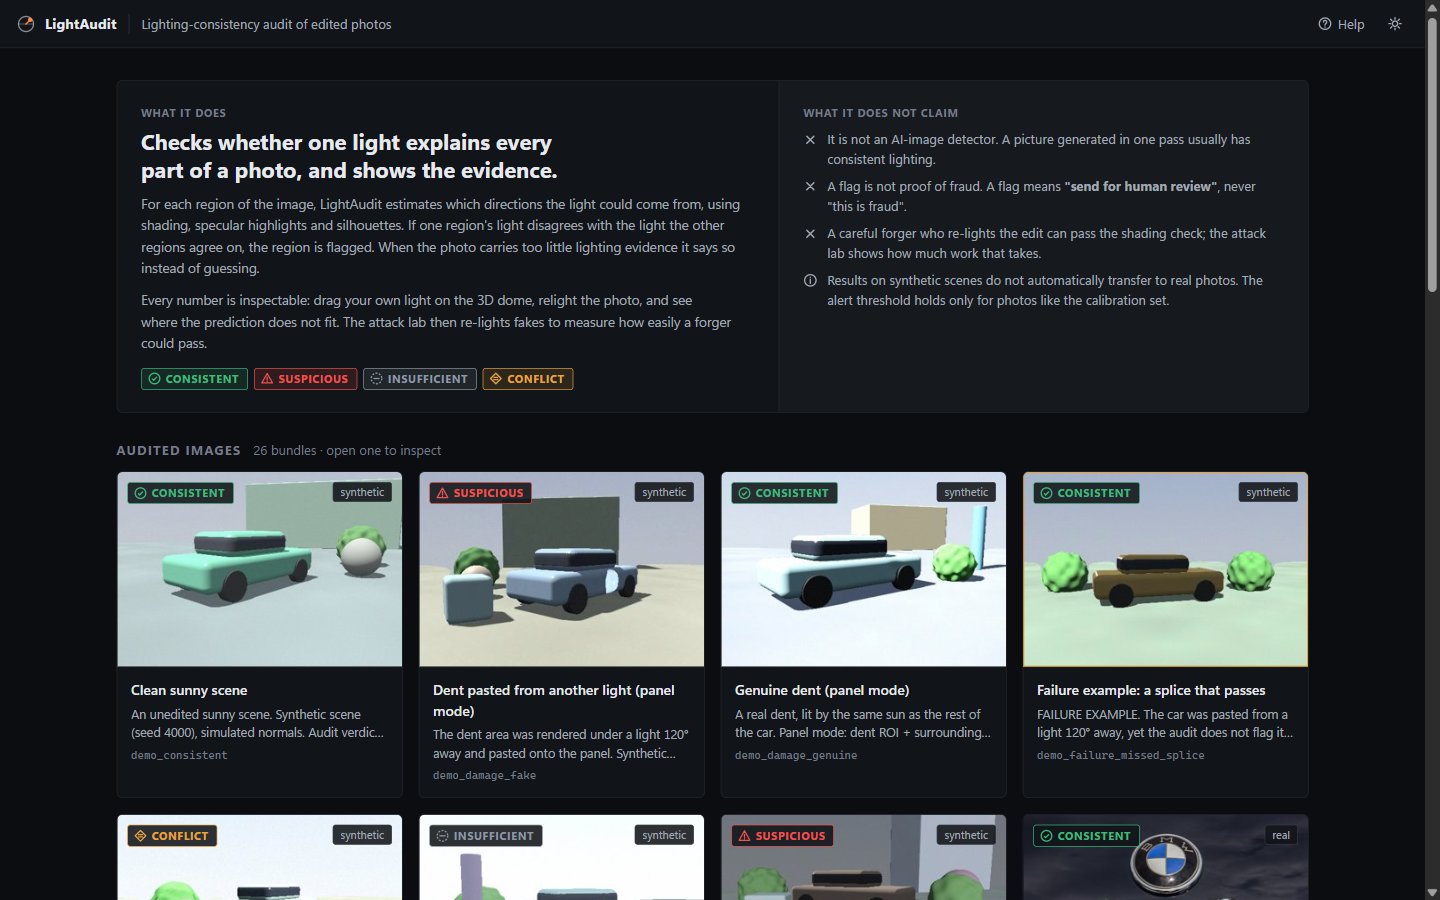 LightAudit
Lighting-consistency audit of edited photos
Help
WHAT IT DOES
Checks whether one light explains every
part of a photo, and shows the evidence.
For each region of the image, LightAudit estimates which directions the light could come from, using
shading, specular highlights and silhouettes. If one region's light disagrees with the light the other
regions agree on, the region is flagged. When the photo carries too little lighting evidence it says so
instead of guessing.
Every number is inspectable: drag your own light on the 3D dome, relight the photo, and see
where the prediction does not fit. The attack lab then re-lights fakes to measure how easily a forger
could pass.
CONSISTENT
SUSPICIOUS
INSUFFICIENT
CONFLICT
WHAT IT DOES NOT CLAIM
It is not an AI-image detector. A picture generated in one pass usually has
consistent lighting.
A flag is not proof of fraud. A flag means "send for human review", never
"this is fraud".
A careful forger who re-lights the edit can pass the shading check; the attack
lab shows how much work that takes.
Results on synthetic scenes do not automatically transfer to real photos. The
alert threshold holds only for photos like the calibration set.
AUDITED IMAGES
26 bundles · open one to inspect
CONSISTENT
synthetic
Clean sunny scene
An unedited sunny scene. Synthetic scene
(seed 4000), simulated normals. Audit verdic...
demo_consistent
SUSPICIOUS
synthetic
Dent pasted from another light (panel
mode)
The dent area was rendered under a light 120°
away and pasted onto the panel. Synthetic...
demo_damage_fake
CONSISTENT
synthetic
Genuine dent (panel mode)
A real dent, lit by the same sun as the rest of
the car. Panel mode: dent ROI + surrounding...
demo_damage_genuine
CONSISTENT
synthetic
Failure example: a splice that passes
FAILURE EXAMPLE. The car was pasted from a
light 120° away, yet the audit does not flag it...
demo_failure_missed_splice
CONFLICT
synthetic
INSUFFICIENT
synthetic
SUSPICIOUS
synthetic
CONSISTENT
real
BMW